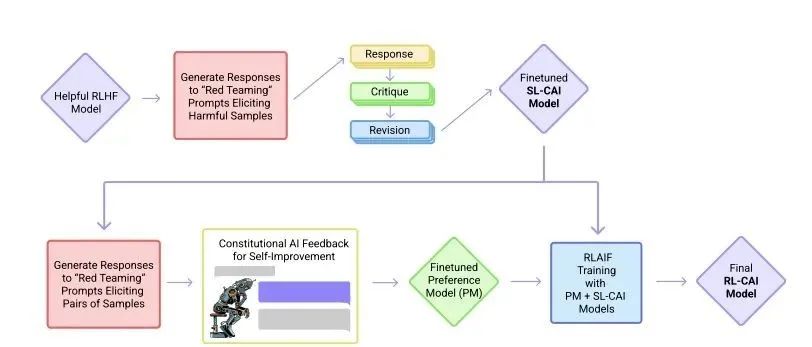 Helpful RLHF
Model
Generate Responses
to “Red Teaming”
Prompts Eliciting
Harmful Samples
Response
Critique
Revision
Finetuned
SL-CAI
Model
Generate Responses
to “Red Teaming”
Prompts Eliciting
Pairs of Samples
Constitutional AI Feedback
for Self-Improvement
Finetuned
Preference
Model (PM)
RLAIF
Training
with
PM + SL-CAI
Models
Final
RL-CAI
Model